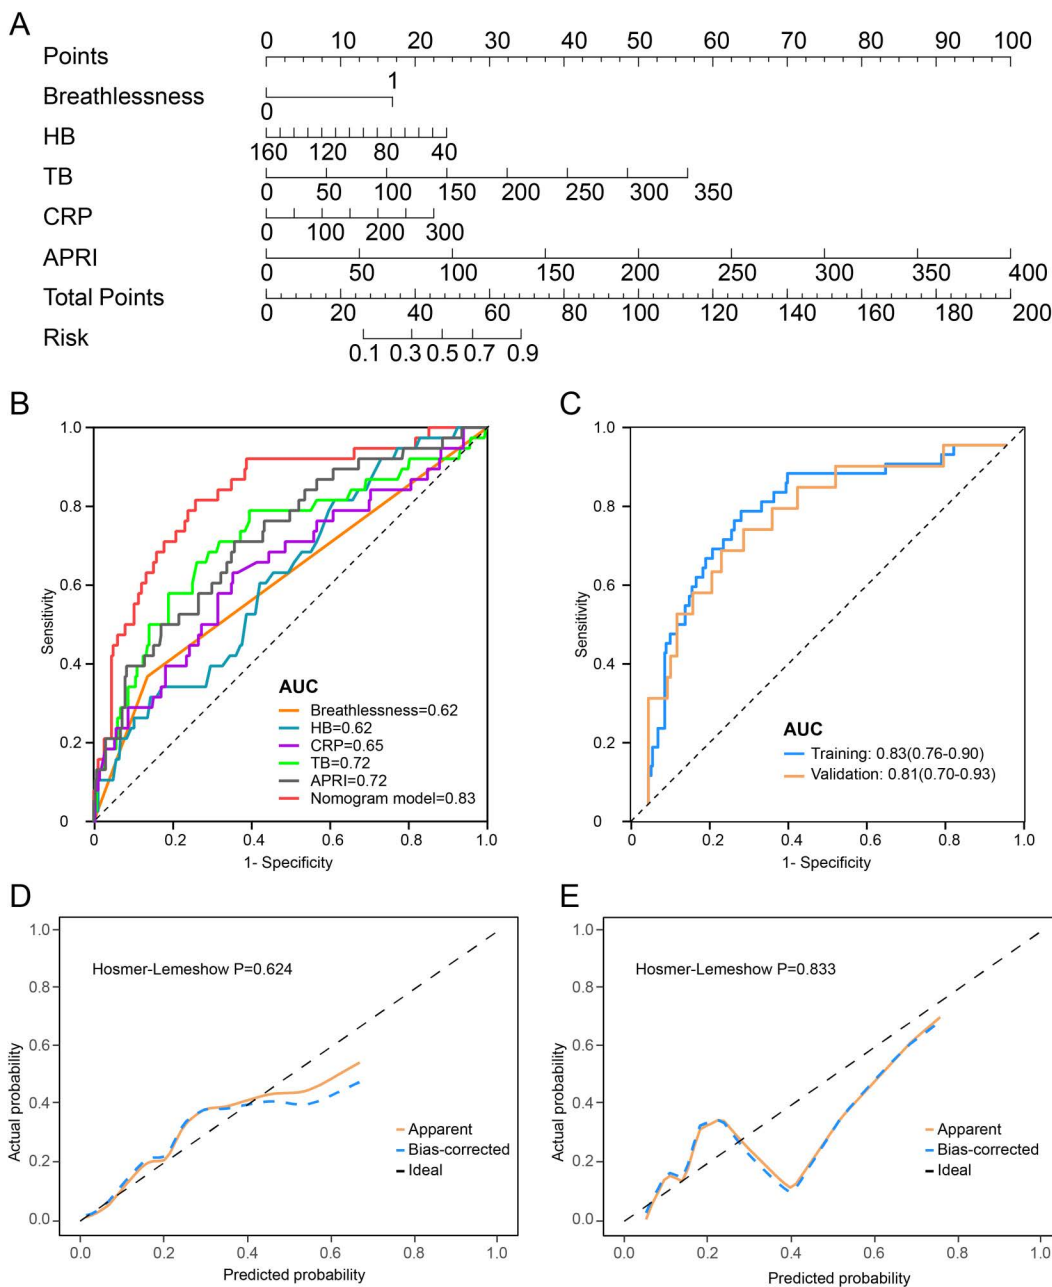 A
Points
0 10 20 30 40 50 60 70 80 90 100
Breathlessness
1
0
HB
160 120 80 40
TB
0 50 100 150 200 250 300 350
CRP
0 100 200 300
APRI
0 50 100 150 200 250 300 350 400
Total Points
0 20 40 60 80 100 120 140 160 180 200
Risk
0.1 0.3 0.5 0.7 0.9
B
1.0
0.8
0.6
0.4
0.2
0
Sensitivity
AUC
Breathlessness=0.62
HB=0.62
CRP=0.65
TB=0.72
APRI=0.72
Nomogram model=0.83
0 0.2 0.4 0.6 0.8 1.0
1- Specificity
C
1.0
0.8
0.6
0.4
0.2
0
Sensitivity
AUC
Training: 0.83(0.76-0.90)
Validation: 0.81(0.70-0.93)
0 0.2 0.4 0.6 0.8 1.0
1- Specificity
D
1.0
0.8
0.6
0.4
0.2
0.0
Actual probability
Hosmer-Lemeshow P=0.624
Apparent
Bias-corrected
Ideal
0.0 0.2 0.4 0.6 0.8 1.0
Predicted probability
E
1.0
0.8
0.6
0.4
0.2
0.0
Actual probability
Hosmer-Lemeshow P=0.833
Apparent
Bias-corrected
Ideal
0.0 0.2 0.4 0.6 0.8 1.0
Predicted probability